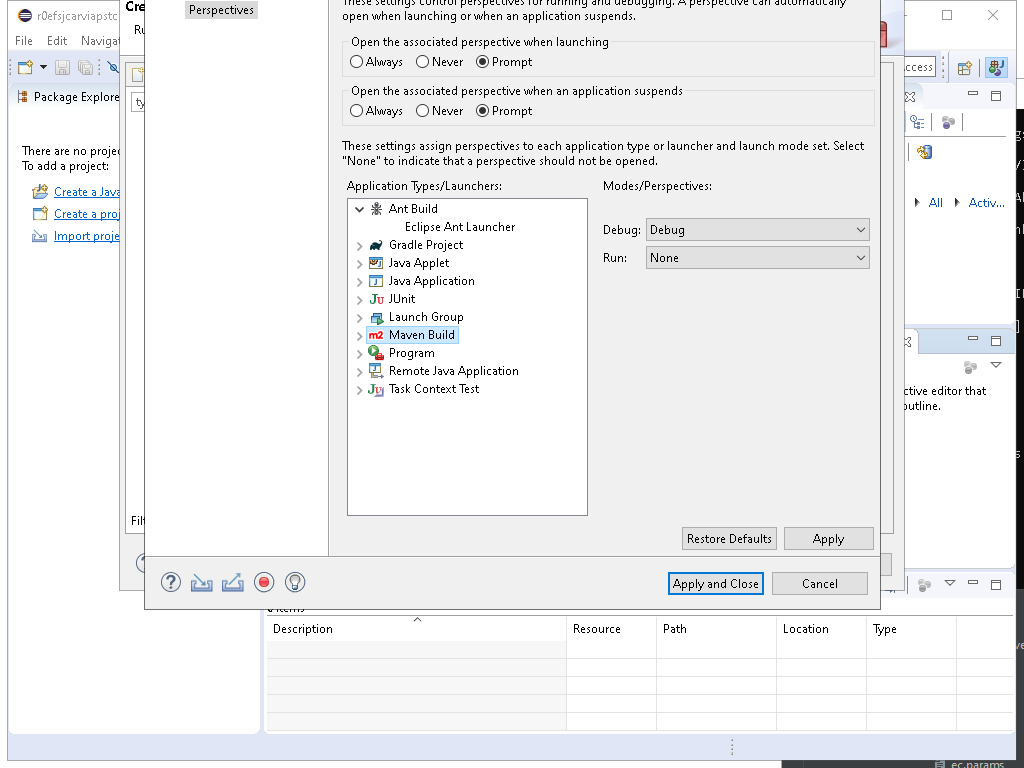 r0efsjcarviapstc
File Edit Navigat
Package Explore
There are no projec
To add a project:
Create a Java
Create a proj
Import proje
Cre
Ru
ty
Filt
Perspectives
These settings control perspectives for running and debugging. A perspective can automatically
open when launching or when an application suspends.
Open the associated perspective when launching
Always Never Prompt
Open the associated perspective when an application suspends
Always Never Prompt
These settings assign perspectives to each application type or launcher and launch mode set. Select
"None" to indicate that a perspective should not be opened.
Application Types/Launchers:
Modes/Perspectives:
Ant Build
Eclipse Ant Launcher
Gradle Project
Java Applet
Java Application
JUnit
Launch Group
Maven Build
Program
Remote Java Application
Task Context Test
Debug: Debug
Run: None
Restore Defaults Apply
Apply and Close Cancel
ccess
All Activ...
ctive editor that
outline.
0 items
Description Resource Path Location Type
ec.params